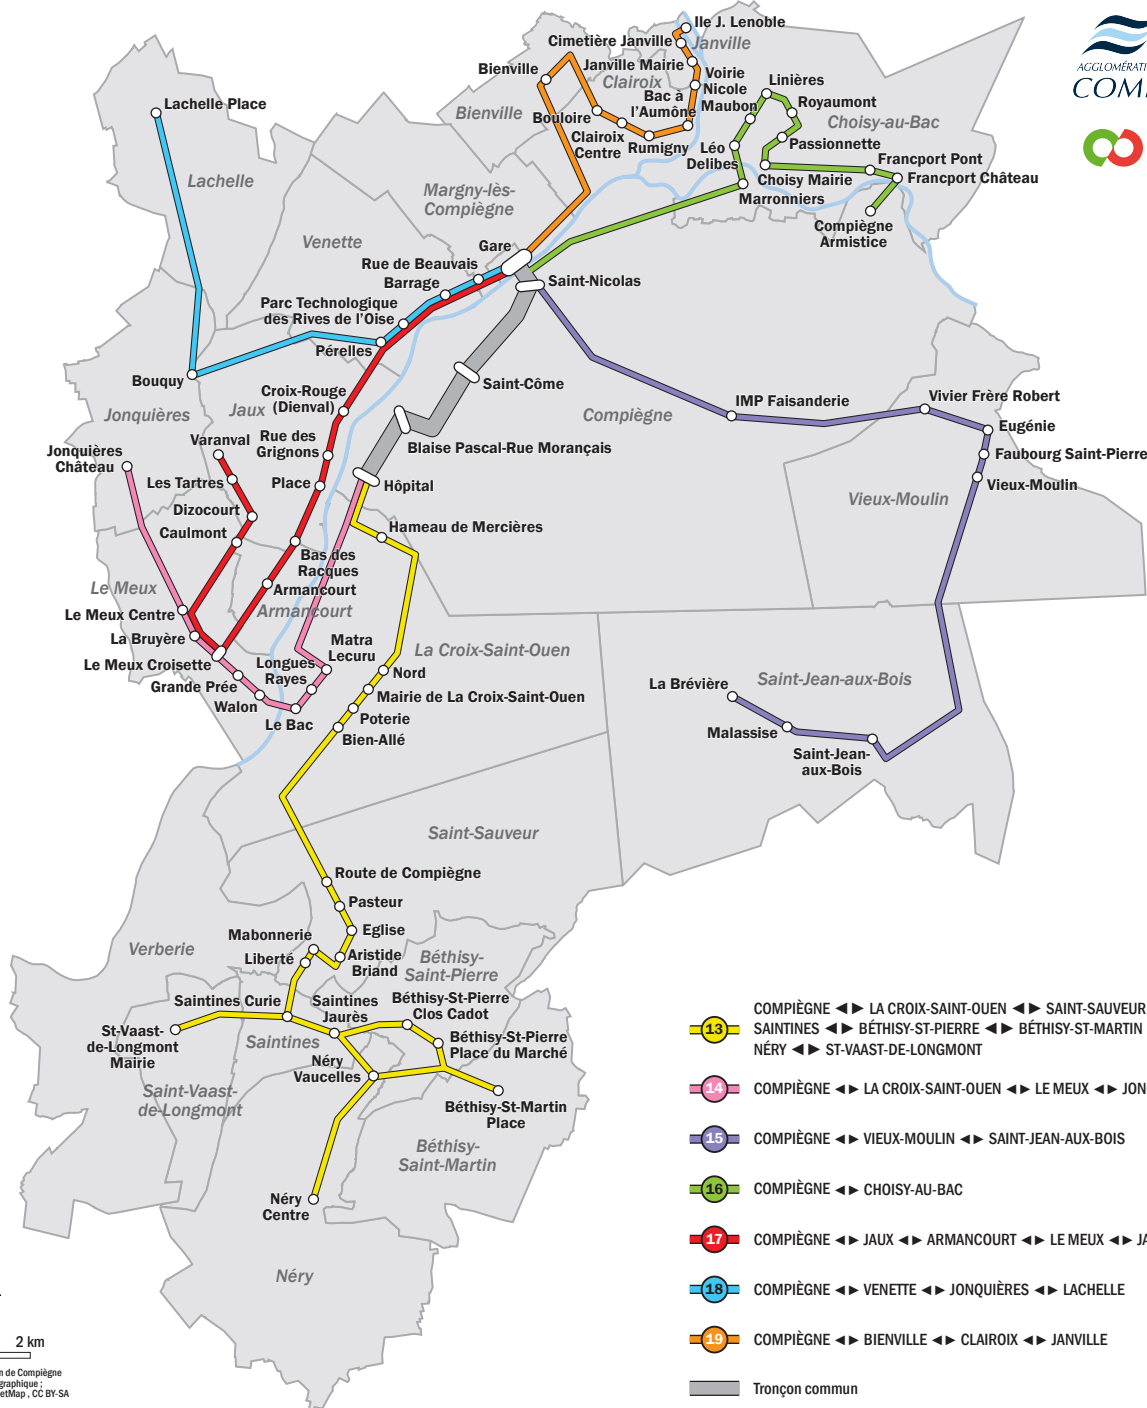 Ile J. Lenoble
Cimetière Janville
Janville
Bienville
Janville Mairie
Clairoix
Voirie
Nicole
Linières
AGGLOMÉRATI
COM
Lachelle Place
Bienville
Bouloire
Bac à
l'Aumône
Maubon
Royaumont
Choisy-au-Bac
Clairoix
Centre
Rumigny
Léo
Delibes
Passionnette
Francport Pont
Lachelle
Margny-lès-
Compiègne
Choisy Mairie
Francport Château
Marronniers
Compiègne
Armistice
Venette
Gare
Rue de Beauvais
Barrage
Saint-Nicolas
Parc Technologique
des Rives de l'Oise
Pérelles
Bouquy
Croix-Rouge
(Dienval)
Saint-Côme
IMP Faisanderie
Vivier Frère Robert
Jonquières
Jaux
Compiègne
Eugénie
Jonquières
Château
Varanval
Rue des
Grignons
Blaise Pascal-Rue Morançais
Faubourg Saint-Pierre
Les Tartres
Place
Hôpital
Vieux-Moulin
Vieux-Moulin
Dizocourt
Caulmont
Hameau de Mercières
Bas des
Racques
Le Meux
Armancourt
Armancourt
Le Meux Centre
La Bruyère
Matra
Lecuru
La Croix-Saint-Ouen
Le Meux Croisette
Longues
Rayes
Nord
Grande Prée
Mairie de La Croix-Saint-Ouen
La Brévière
Saint-Jean-aux-Bois
Walon
Le Bac
Poterie
Bien-Allé
Malassise
Saint-Jean-
aux-Bois
Saint-Sauveur
Route de Compiègne
Pasteur
Eglise
Mabonnerie
Verberie
Liberté
Aristide
Briand
Béthisy-
Saint-Pierre
Saintines Curie
Saintines
Jaurès
Béthisy-St-Pierre
Clos Cadot
St-Vaast-
de-Longmont
Mairie
Saintines
Béthisy-St-Pierre
Place du Marché
Néry
Vaucelles
Saint-Vaast-
de-Longmont
Béthisy-St-Martin
Place
Béthisy-
Saint-Martin
Néry
Centre
Néry
2 km
n de Compiègne
graphique ;
etMap , CC BY-SA
COMPIÈGNE ◄► LA CROIX-SAINT-OUEN ◄► SAINT-SAUVEUR
13 SAINTINES ◄► BÉTHISY-ST-PIERRE ◄► BÉTHISY-ST-MARTIN
NÉRY ◄► ST-VAAST-DE-LONGMONT
14 COMPIÈGNE ◄► LA CROIX-SAINT-OUEN ◄► LE MEUX ◄► JON
15 COMPIÈGNE ◄► VIEUX-MOULIN ◄► SAINT-JEAN-AUX-BOIS
16 COMPIÈGNE ◄► CHOISY-AU-BAC
17 COMPIÈGNE ◄► JAUX ◄► ARMANCOURT ◄► LE MEUX ◄► JA
18 COMPIÈGNE ◄► VENETTE ◄► JONQUIÈRES ◄► LACHELLE
19 COMPIÈGNE ◄► BIENVILLE ◄► CLAIROIX ◄► JANVILLE
Tronçon commun